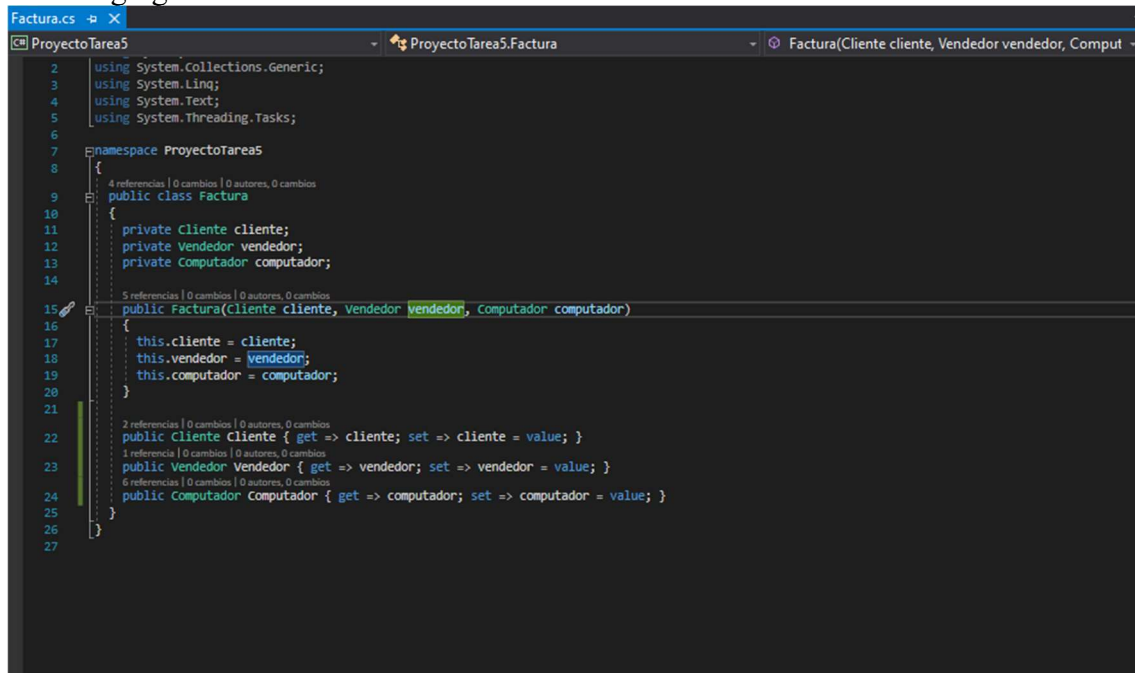 Factura.cs
C# ProyectoTarea5 ProyectoTarea5.Factura Factura(Cliente cliente, Vendedor vendedor, Comput
2 using System.Collections.Generic;
3 using System.Linq;
4 using System.Text;
5 using System.Threading.Tasks;
6
7 namespace ProyectoTarea5
8 {
4 referencias | 0 cambios | 0 autores, 0 cambios
9 public class Factura
10 {
11 private Cliente cliente;
12 private Vendedor vendedor;
13 private Computador computador;
14
5 referencias | 0 cambios | 0 autores, 0 cambios
15 public Factura(Cliente cliente, Vendedor vendedor, Computador computador)
16 {
17 this.cliente = cliente;
18 this.vendedor = vendedor;
19 this.computador = computador;
20 }
21
2 referencias | 0 cambios | 0 autores, 0 cambios
22 public Cliente Cliente { get => cliente; set => cliente = value; }
1 referencia | 0 cambios | 0 autores, 0 cambios
23 public Vendedor Vendedor { get => vendedor; set => vendedor = value; }
6 referencias | 0 cambios | 0 autores, 0 cambios
24 public Computador Computador { get => computador; set => computador = value; }
25 }
26 }
27